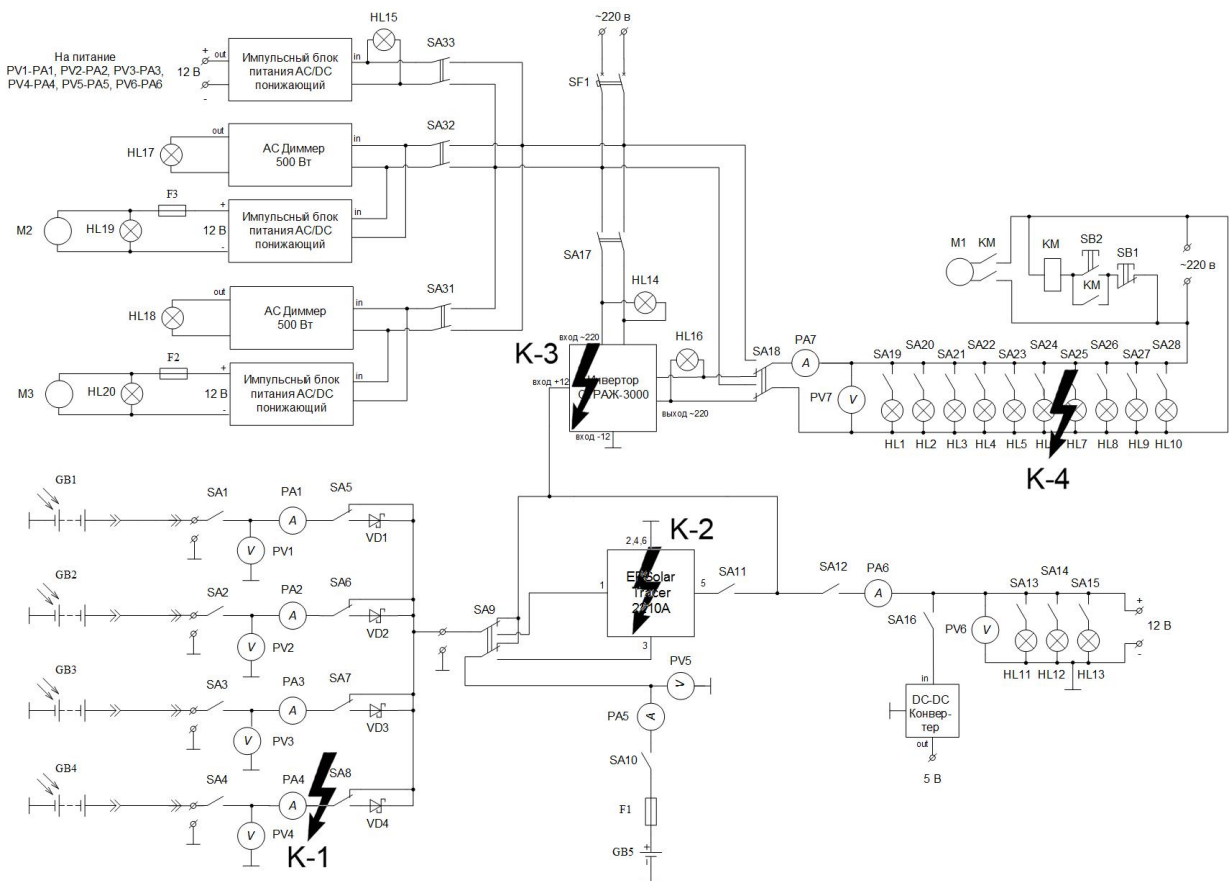 На питание
PV1-PA1, PV2-PA2, PV3-PA3,
PV4-PA4, PV5-PA5, PV6-PA6
+
12 В
-
out
Импульсный блок
питания AC/DC
понижающий
in
HL15
SA33
~220 в
SF1
HL17
out
АС Диммер
500 Вт
in
SA32
M2
HL19
F3
+
12 В
-
Импульсный блок
питания AC/DC
понижающий
in
SA17
HL14
HL18
out
АС Диммер
500 Вт
in
SA31
M3
HL20
F2
+
12 В
-
Импульсный блок
питания AC/DC
понижающий
in
K-3
вход ~220
вход +12
СТРАЖ-3000
вход -12
выход ~220
HL16
SA18
PA7
A
PV7
V
M1
KM
KM
SB2
SB1
KM
~220 в
SA19
SA20
SA21
SA22
SA23
SA24
SA25
SA26
SA27
SA28
HL1
HL2
HL3
HL4
HL5
HL7
HL8
HL9
HL10
K-4
GB1
SA1
PA1
A
SA5
V
PV1
VD1
GB2
SA2
PA2
A
SA6
V
PV2
VD2
GB3
SA3
PA3
A
SA7
V
PV3
VD3
GB4
SA4
PA4
A
SA8
V
PV4
VD4
K-1
SA9
K-2
2,4,6
1
EPSolar
Tracer
2210A
5
3
SA11
PV5
V
PA5
A
SA10
F1
+
GB5
SA12
PA6
A
SA16
PV6
V
SA13
SA14
SA15
HL11
HL12
HL13
+
12 В
-
in
DC-DC
Конвер-
тер
out
5 В